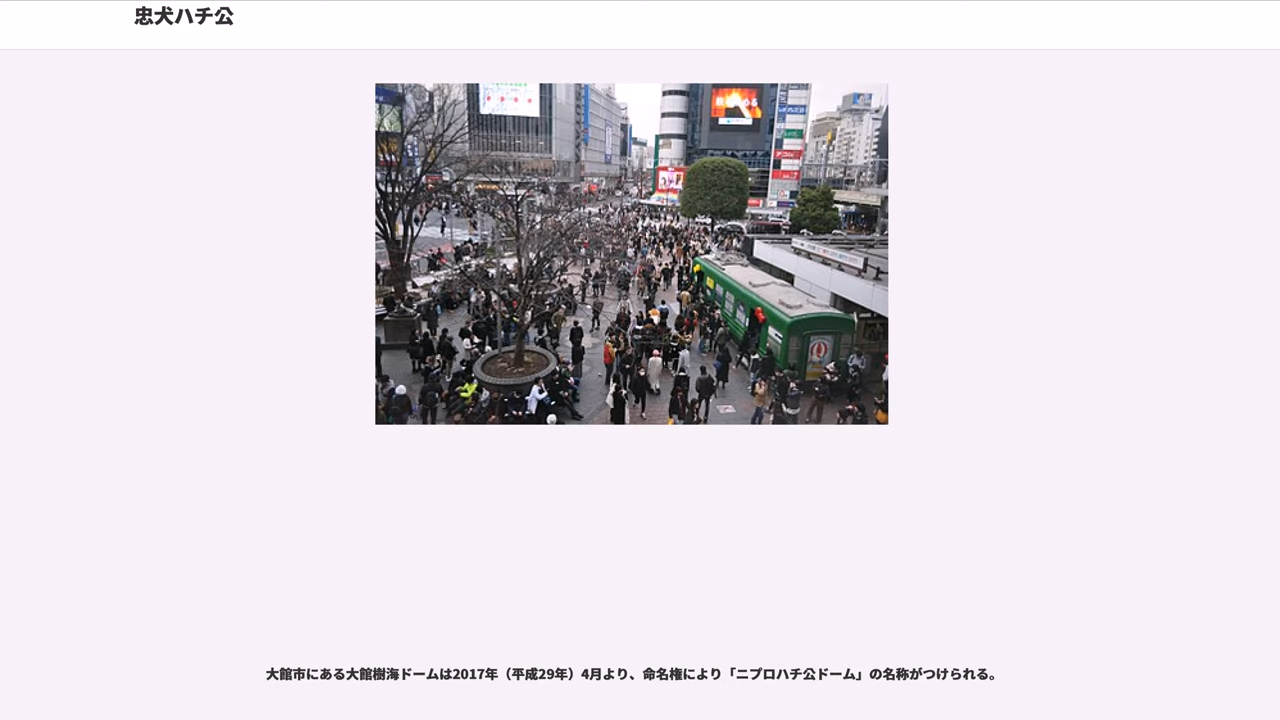 忠犬ハチ公
大館市にある大館樹海ドームは2017年（平成29年）4月より、命名権により「ニプロハチ公ドーム」の名称がつけられる。